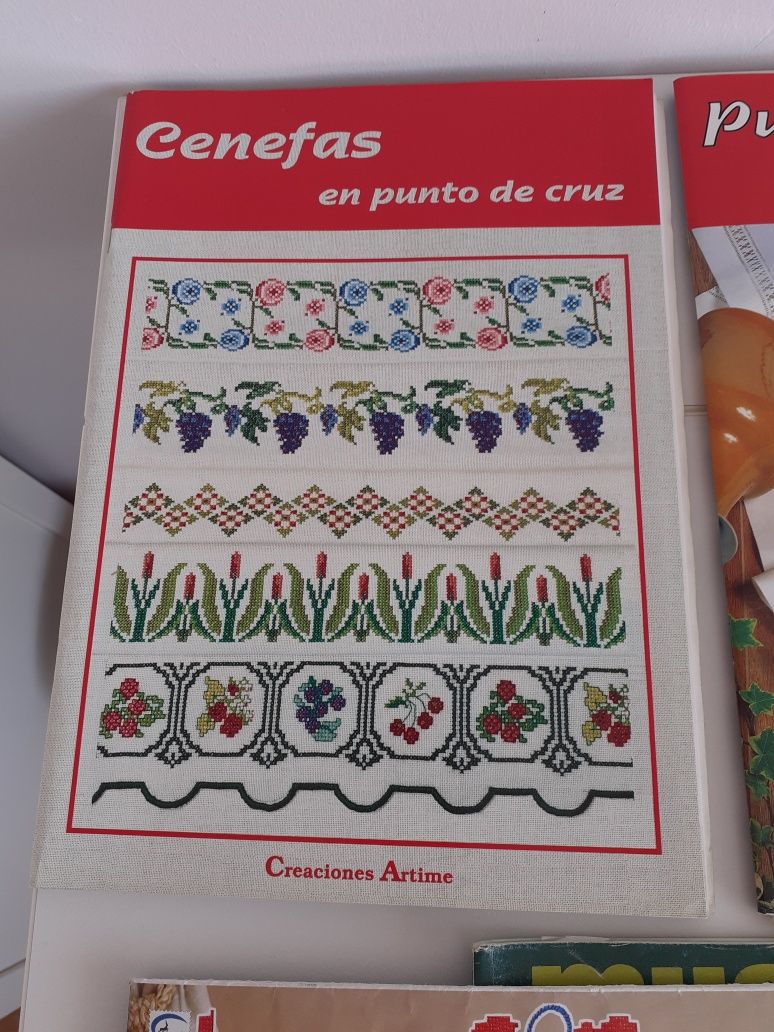 Cenefas
en punto de cruz
Creaciones Artime